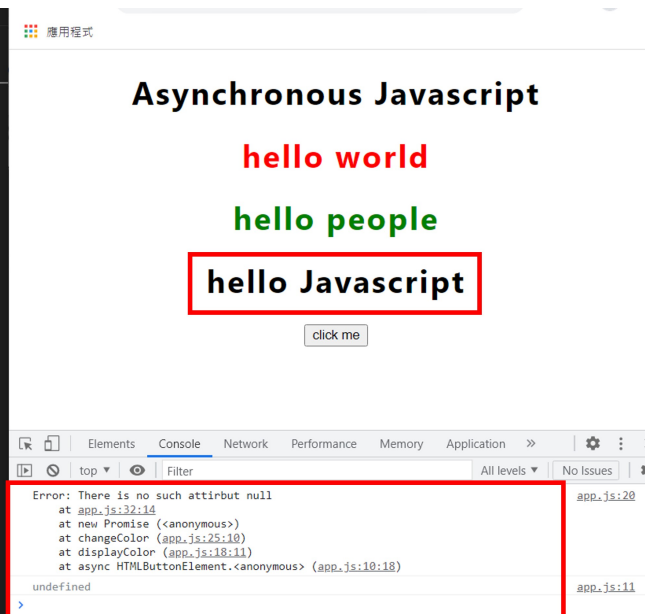 應用程式
Asynchronous Javascript
hello world
hello people
hello Javascript
click me
Elements Console Network Performance Memory Application »
top ▼ Filter All levels ▼ No Issues
Error: There is no such attirbut null app.js:20
at app.js:32:14
at new Promise (<anonymous>)
at changeColor (app.js:25:10)
at displayColor (app.js:18:11)
at async HTMLButtonElement.<anonymous> (app.js:10:18)
undefined app.js:11
>